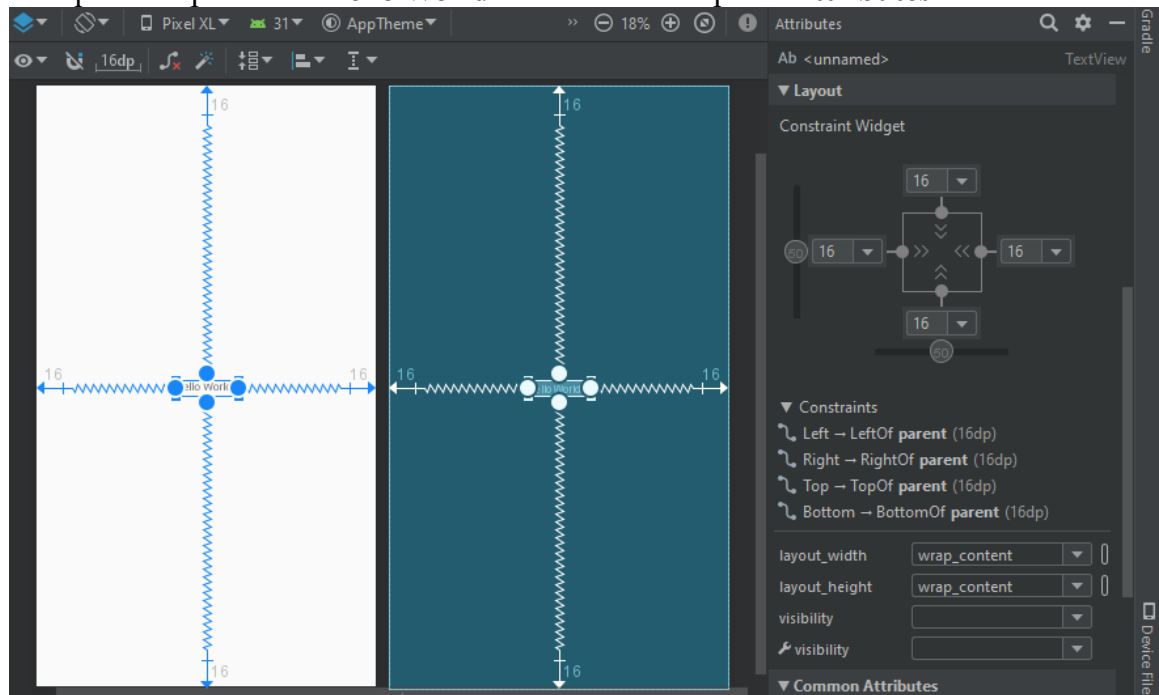 Pixel XL 31 AppTheme » 18% Attributes
16dp
Ab <unnamed> TextView
Layout
Constraint Widget
16
16
16
50 16 16
16
50
16 16 16 16
ello World
Constraints
Left → LeftOf parent (16dp)
Right → RightOf parent (16dp)
Top → TopOf parent (16dp)
Bottom → BottomOf parent (16dp)
layout_width wrap_content
layout_height wrap_content
visibility
visibility
16
16
Common Attributes
Gradle
Device File